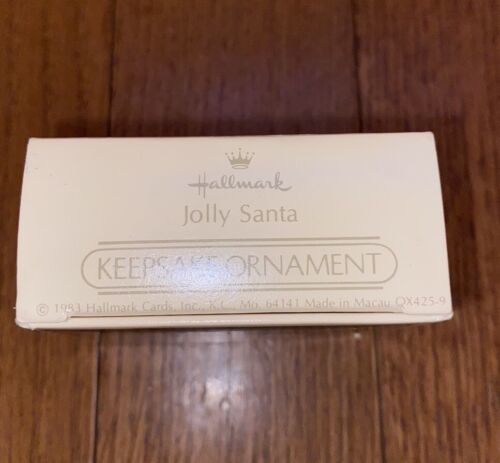 Hallmark
Jolly Santa
KEEPSAKE ORNAMENT
© 1983 Hallmark Cards, Inc., K.C., Mo. 64141 Made in Macau QX425-9